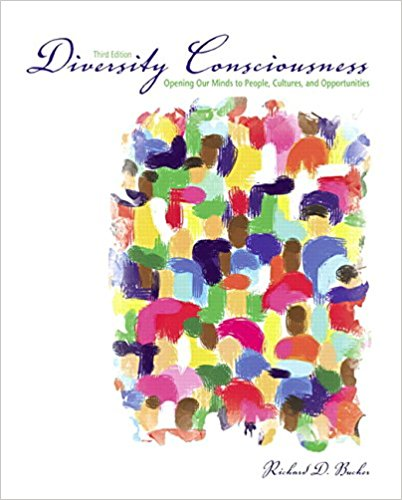 Third Edition
Diversity Consciousness
Opening Our Minds to People, Cultures, and Opportunities
Richard D. Bucher